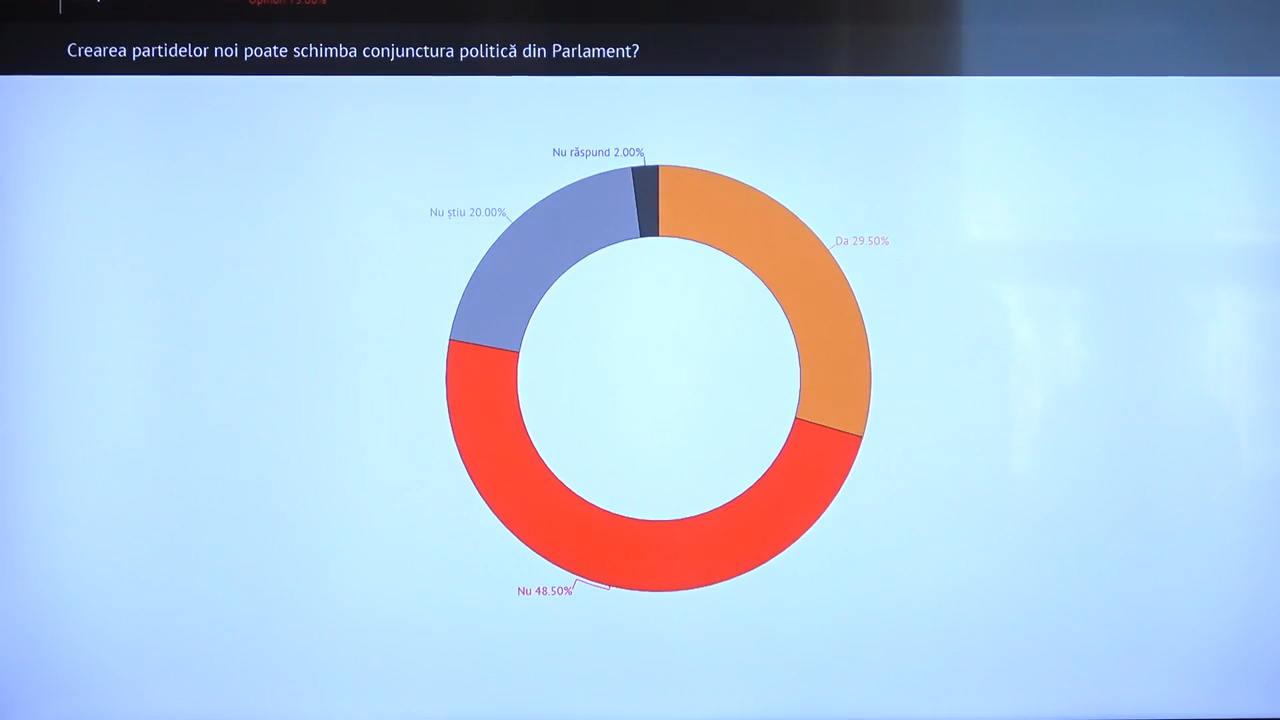 Crearea partidelor noi poate schimba conjunctura politică din Parlament?
Nu răspund 2.00%
Nu știu 20.00%
Da 29.50%
Nu 48.50%